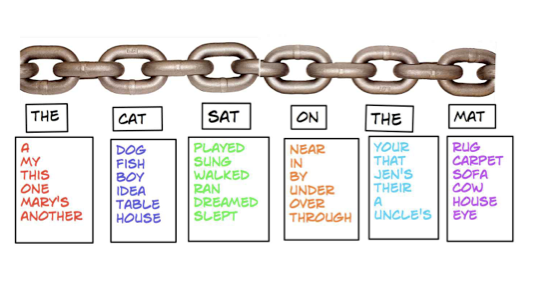 THE
CAT
SAT
ON
THE
MAT
A
MY
THIS
ONE
MARY'S
ANOTHER
DOG
FISH
BOY
IDEA
TABLE
HOUSE
PLAYED
SUNG
WALKED
RAN
DREAMED
SLEPT
NEAR
IN
BY
UNDER
OVER
THROUGH
YOUR
THAT
JEN'S
THEIR
A
UNCLE'S
RUG
CARPET
SOFA
COW
HOUSE
EYE